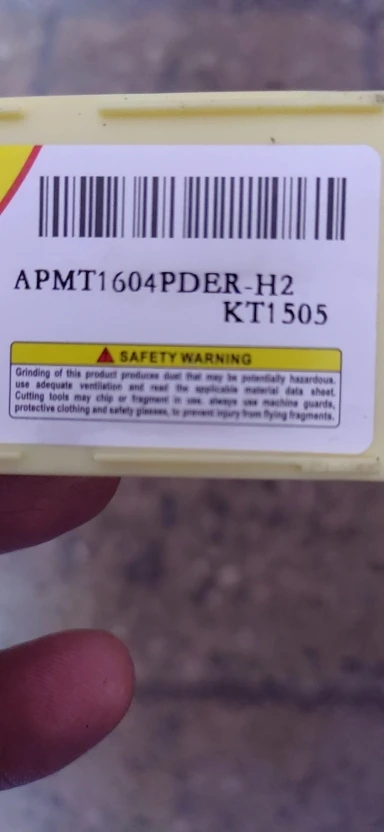 APMT1604PDER-H2
KT1505
SAFETY WARNING
Grinding of this product produces dust that may be potentially hazardous.
use adequate ventilation and read the applicable material data sheet.
Cutting tools may chip or fragment in use. always use machine guards,
protective clothing and safety glasses, to prevent injury from flying fragments.